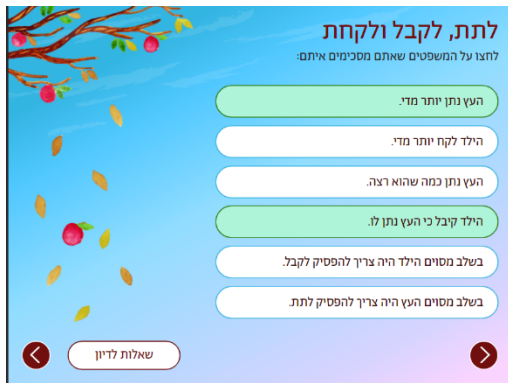 לתת, לקבל ולקחת
לחצו על המשפטים שאתם מסכימים איתם:
העץ נתן יותר מדי.
הילד לקח יותר מדי.
העץ נתן כמה שהוא רצה.
הילד קיבל כי העץ נתן לו.
בשלב מסוים הילד היה צריך להפסיק לקבל.
בשלב מסוים העץ היה צריך להפסיק לתת.
שאלות לדיון